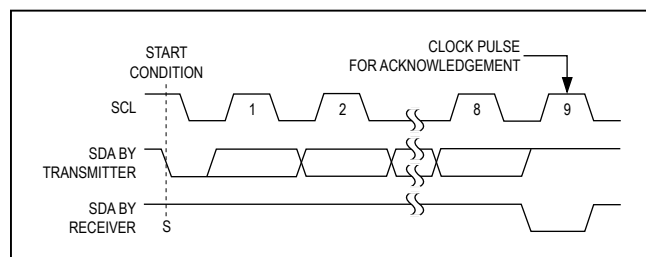 START
CONDITION
CLOCK PULSE
FOR ACKNOWLEDGEMENT
SCL
1
2
8
9
SDA BY
TRANSMITTER
SDA BY
RECEIVER
S